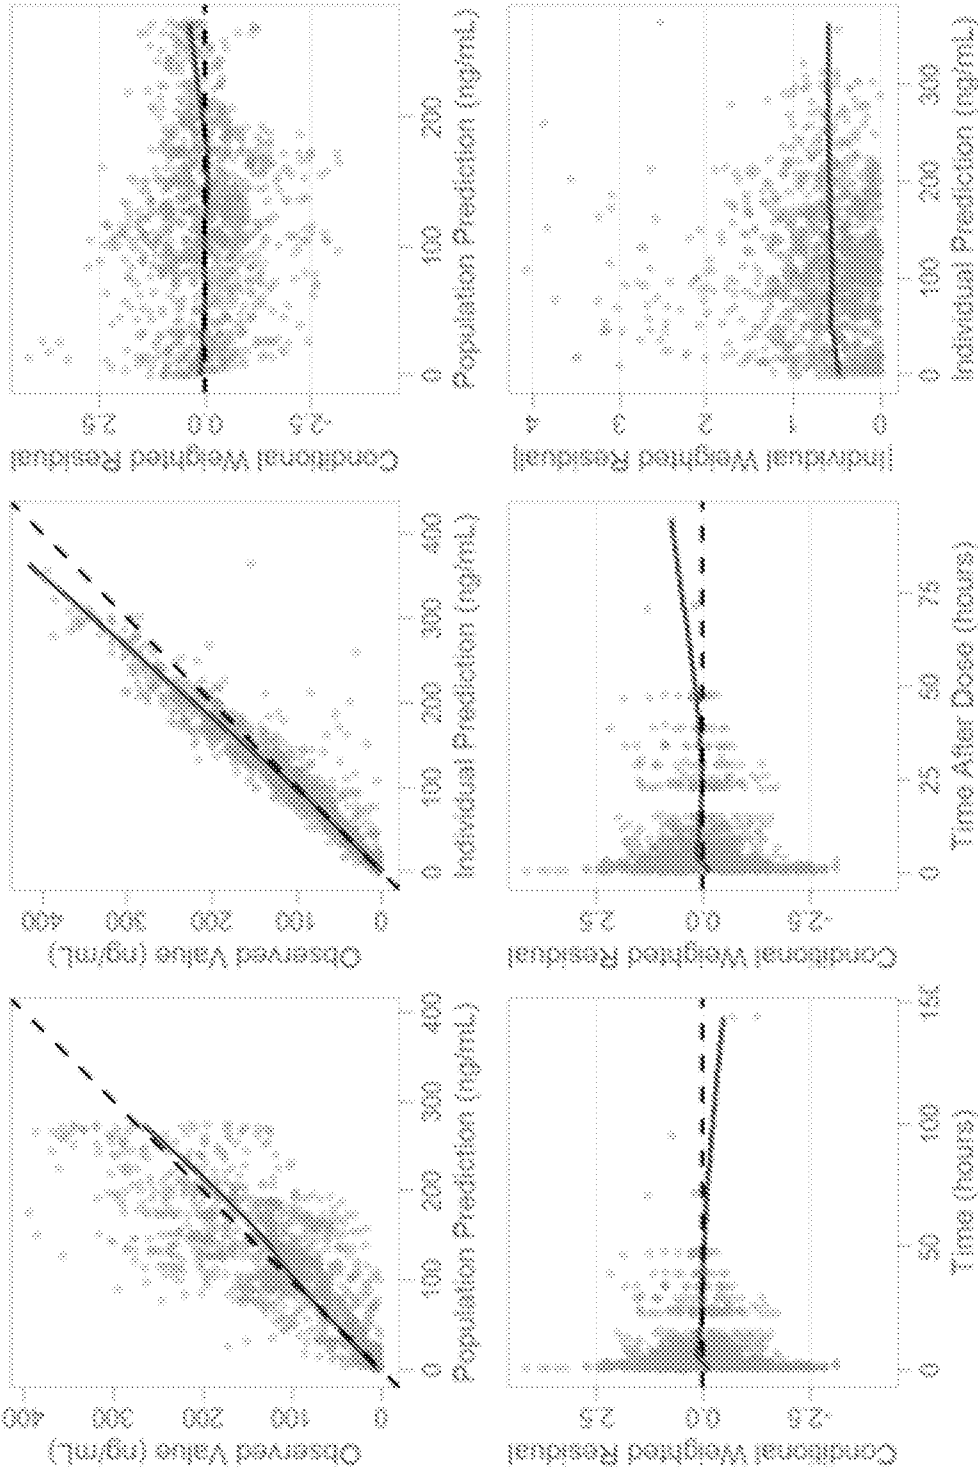 Observed Value (ng/mL)
400
300
200
100
0
0 100 200 300 400
Population Prediction (ng/mL)
Observed Value (ng/mL)
400
300
200
100
0
0 100 200 300 400
Individual Prediction (ng/mL)
Conditional Weighted Residual
2.5
0.0
-2.5
0 100 200
Population Prediction (ng/mL)
Conditional Weighted Residual
2.5
0.0
-2.5
0 50 100 150
Time (hours)
Conditional Weighted Residual
2.5
0.0
-2.5
0 25 50 75
Time After Dose (hours)
|Individual Weighted Residual|
4
3
2
1
0
0 100 200 300
Individual Prediction (ng/mL)